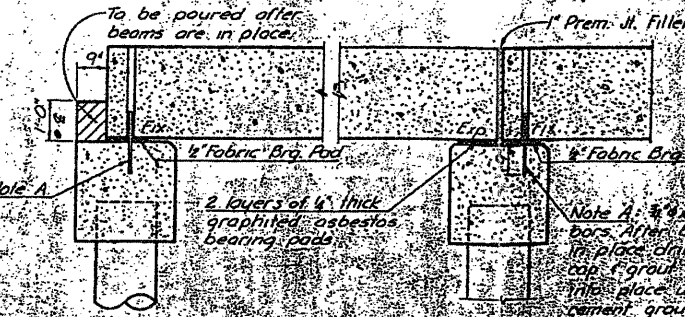 To be poured after
beams are in place.
1" Prem. Jt. Filler
9"
1'-0"
Fix
Exp.
Fix
1/2" Fabric Brg. Pad
1/2" Fabric Brg.
Note A
2 layers of 1/4" thick
graphited asbestos
bearing pads
Note A:
bars. After
in place
cap & grout
into place
cement grout